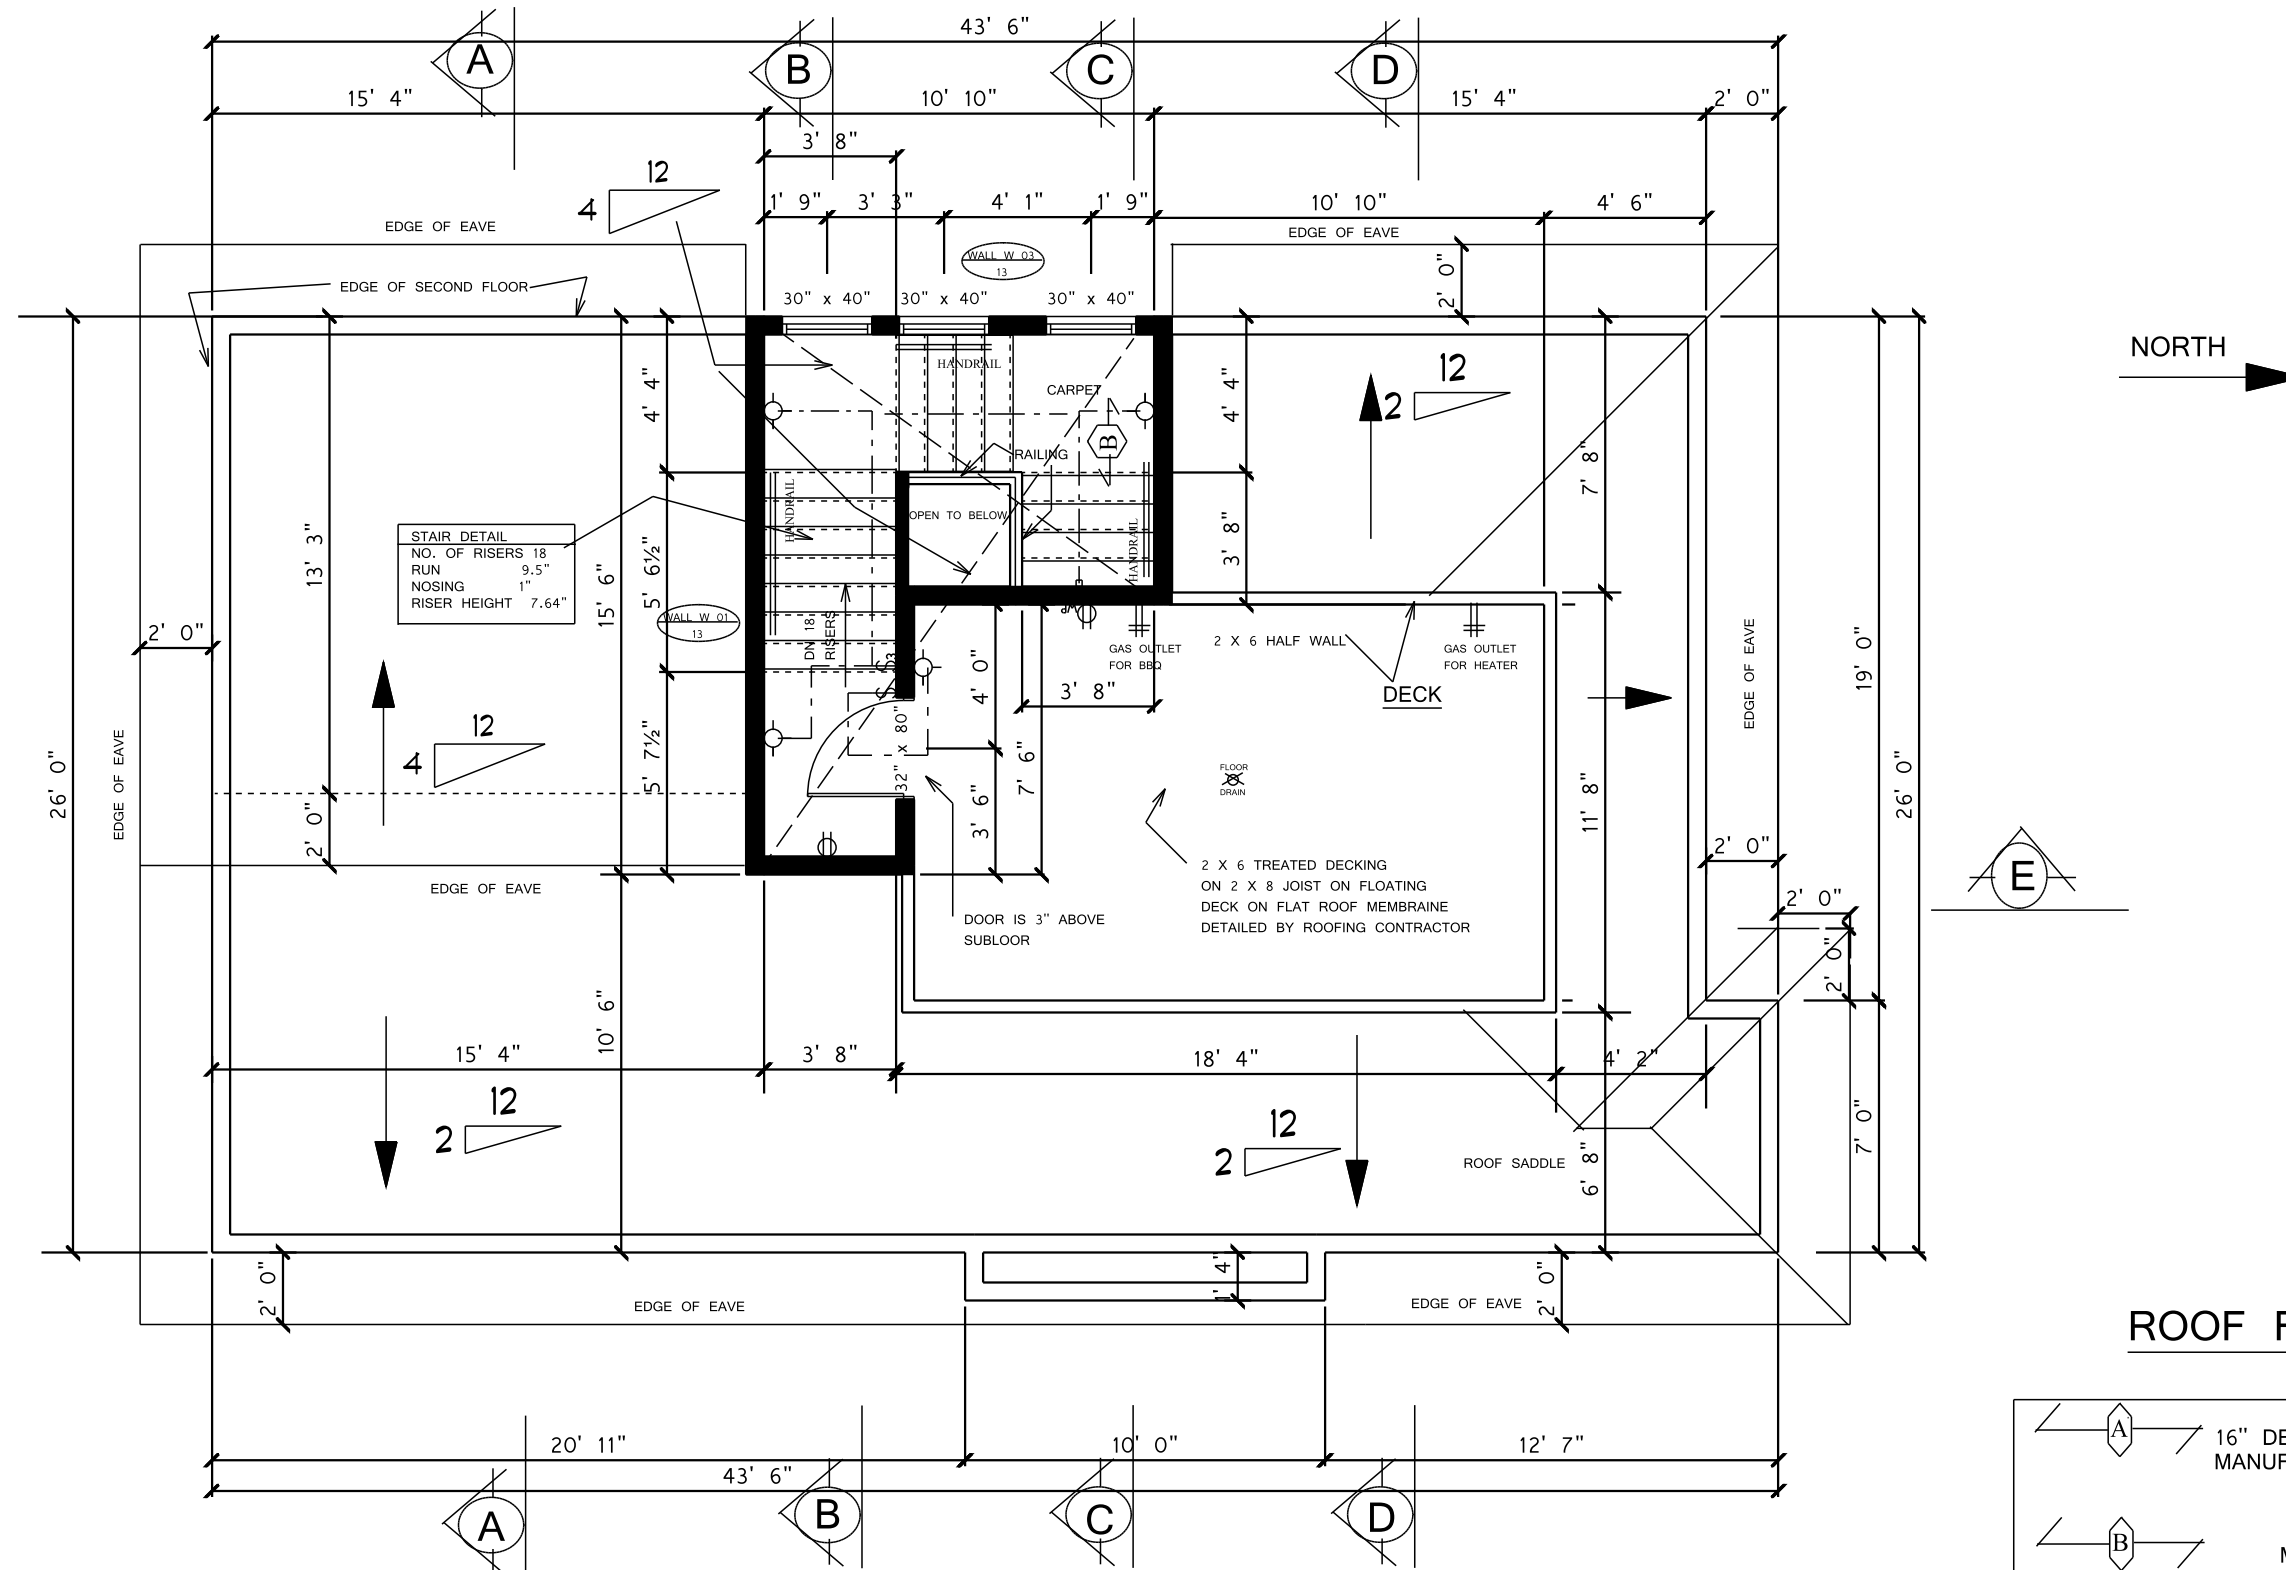 43' 6"
A
B
C
D
15' 4"
10' 10"
15' 4"
2' 0"
3' 8"
12
4
1' 9"
3' 3"
4' 1"
1' 9"
10' 10"
4' 6"
EDGE OF EAVE
EDGE OF EAVE
WALL W 03
13
2' 0"
EDGE OF SECOND FLOOR
30" x 40"
30" x 40"
30" x 40"
NORTH
HANDRAIL
4' 4"
CARPET
4' 4"
12
2
B
RAILING
7' 8"
HANDRAIL
OPEN TO BELOW
HANDRAIL
3' 8"
STAIR DETAIL
NO. OF RISERS 18
RUN 9.5"
NOSING 1"
RISER HEIGHT 7.64"
13' 3"
15' 6"
5' 6½"
WALL W 01
13
DN 18
RISERS
2' 0"
GAS OUTLET
FOR BBQ
2 X 6 HALF WALL
GAS OUTLET
FOR HEATER
DECK
4' 0"
3' 8"
EDGE OF EAVE
19' 0"
S
S3
12
4
5' 7½"
32" x 80"
7' 6"
3' 6"
FLOOR
DRAIN
11' 8"
26' 0"
26' 0"
EDGE OF EAVE
2' 0"
2' 0"
E
EDGE OF EAVE
2 X 6 TREATED DECKING
ON 2 X 8 JOIST ON FLOATING
DECK ON FLAT ROOF MEMBRAINE
DETAILED BY ROOFING CONTRACTOR
DOOR IS 3" ABOVE
SUBLOOR
2' 0"
2' 0"
10' 6"
15' 4"
3' 8"
18' 4"
4' 2"
12
2
12
2
ROOF SADDLE
6' 8"
7' 0"
2' 0"
1' 4"
2' 0"
EDGE OF EAVE
EDGE OF EAVE
ROOF
20' 11"
10' 0"
12' 7"
43' 6"
A
B
C
D
A
16" DE
MANUF
B